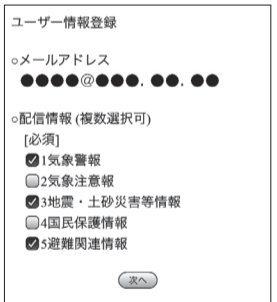 ユーザー情報登録
○メールアドレス
●●●●@●●●.●●.●●
○配信情報(複数選択可)
[必須]
1気象警報
2気象注意報
3地震・土砂災害等情報
4国民保護情報
5避難関連情報
次へ